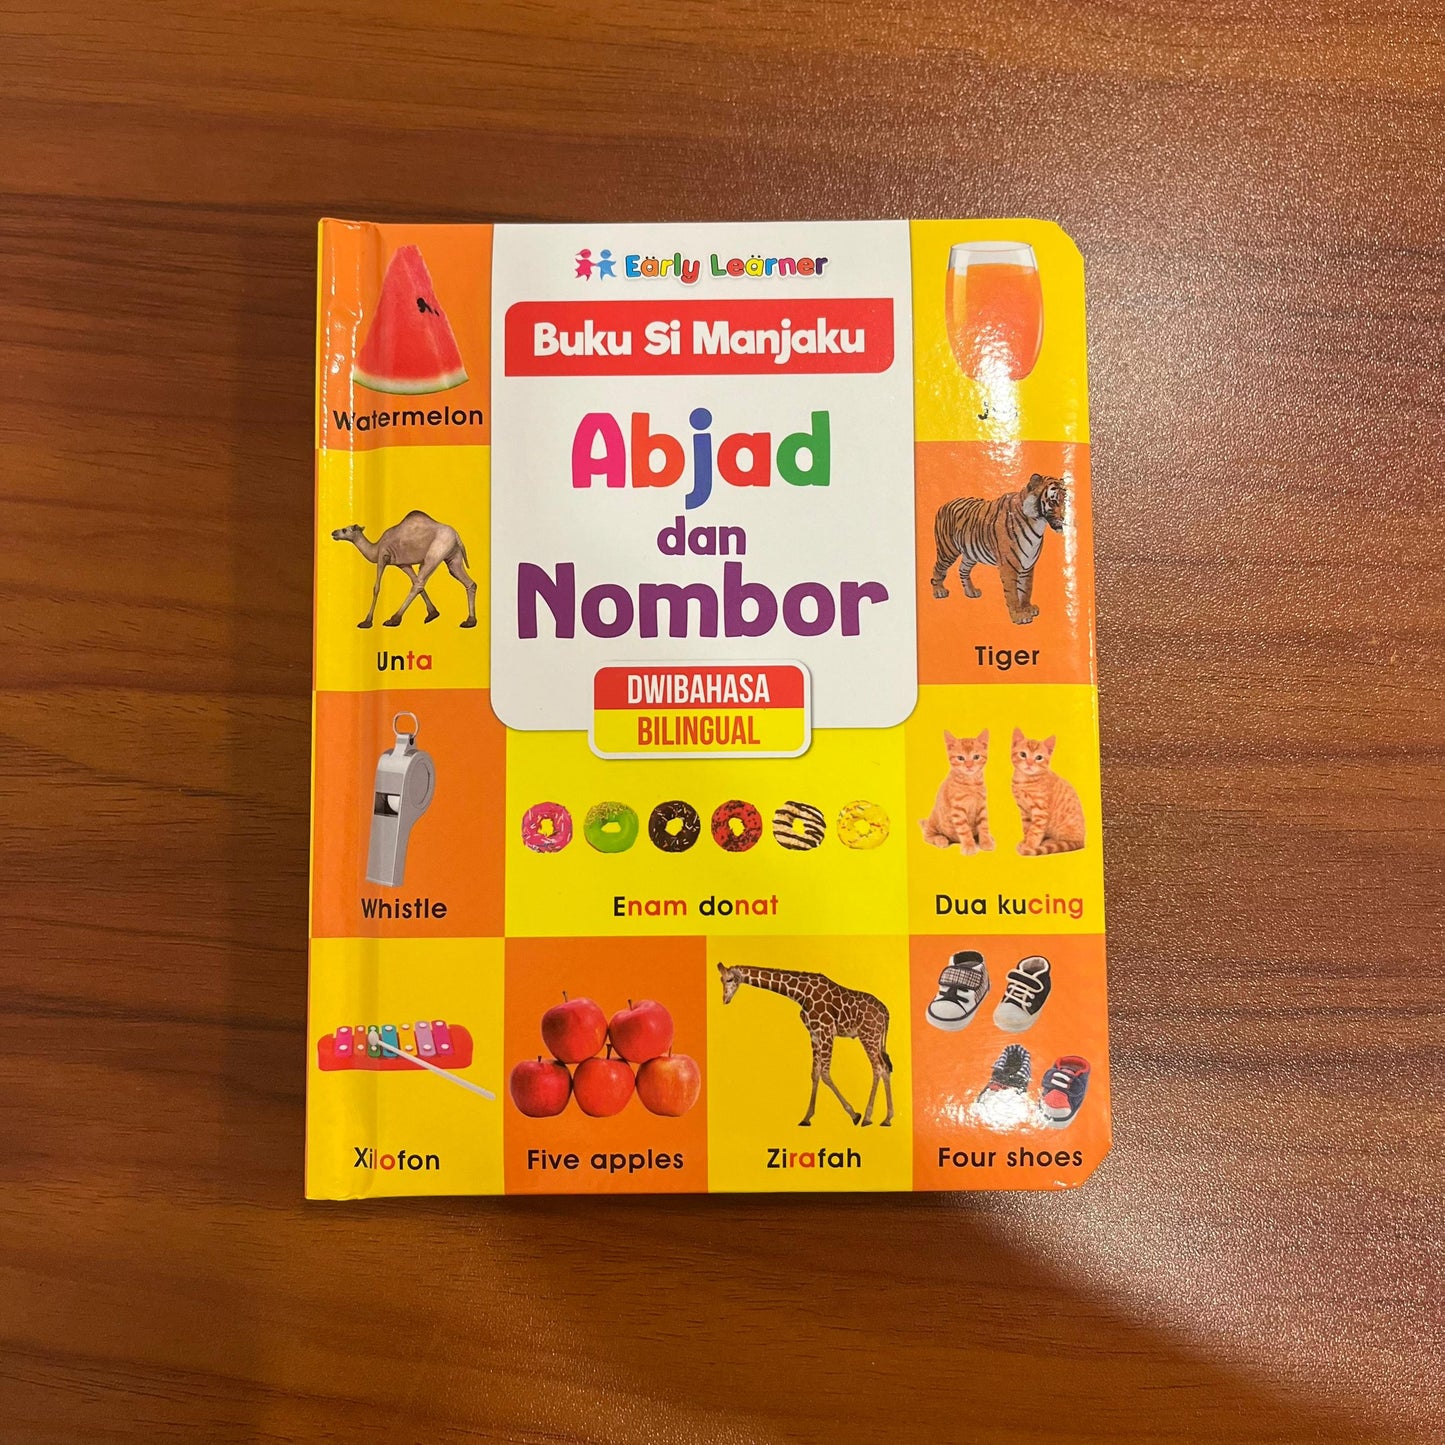 Early Learner
Buku Si Manjaku
Abjad
dan
Nombor
DWIBAHASA
BILINGUAL
Watermelon
Unta
Tiger
Whistle
Enam donat
Dua kucing
Xilofon
Five apples
Zirafah
Four shoes